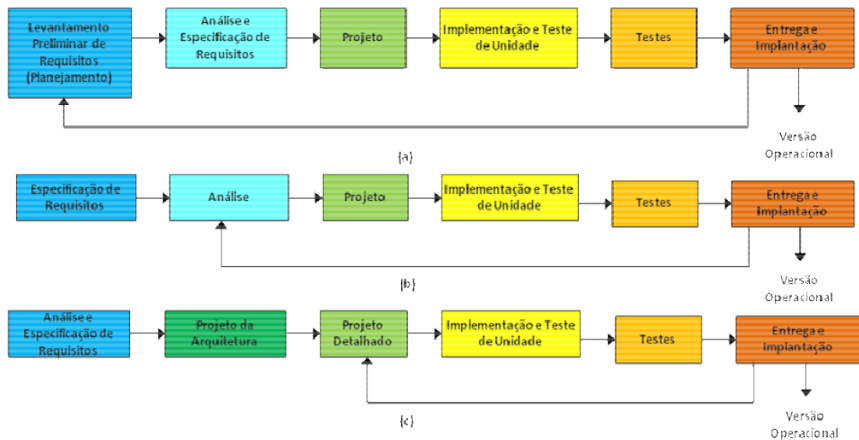 Levantamento
Preliminar de
Requisitos
(Planejamento)
Análise e
Especificação de
Requisitos
Projeto
Implementação e Teste
de Unidade
Testes
Entrega e
Implantação
Versão
Operacional
(a)
Especificação de
Requisitos
Análise
Projeto
Implementação e Teste
de Unidade
Testes
Entrega e
Implantação
Versão
Operacional
(b)
Análise e
Especificação de
Requisitos
Projeto da
Arquitetura
Projeto
Detalhado
Implementação e Teste
de Unidade
Testes
Entrega e
Implantação
Versão
Operacional
(c)